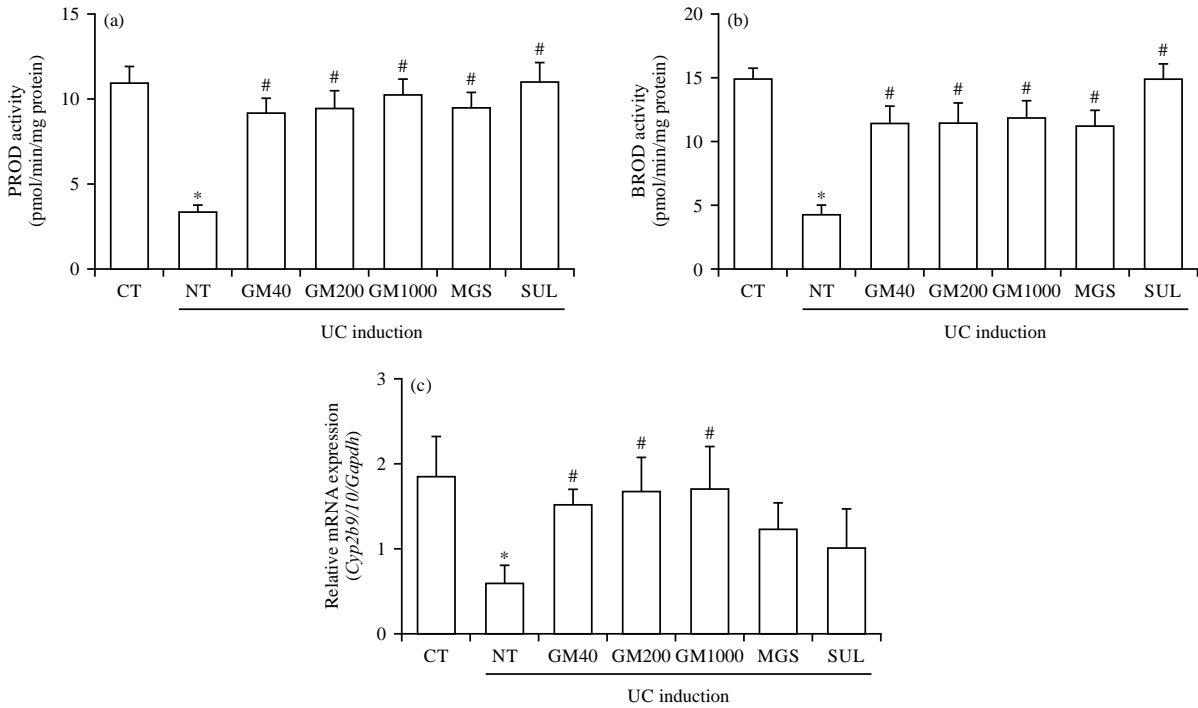 (a)
PROD activity
(pmol/min/mg protein)
15
10
5
0
*
#
#
#
#
#
CT NT GM40 GM200 GM1000 MGS SUL
UC induction
(b)
BROD activity
(pmol/min/mg protein)
20
15
10
5
0
*
#
#
#
#
#
CT NT GM40 GM200 GM1000 MGS SUL
UC induction
(c)
Relative mRNA expression
(Cyp2b9/10/Gapdh)
3
2
1
0
*
#
#
#
CT NT GM40 GM200 GM1000 MGS SUL
UC induction